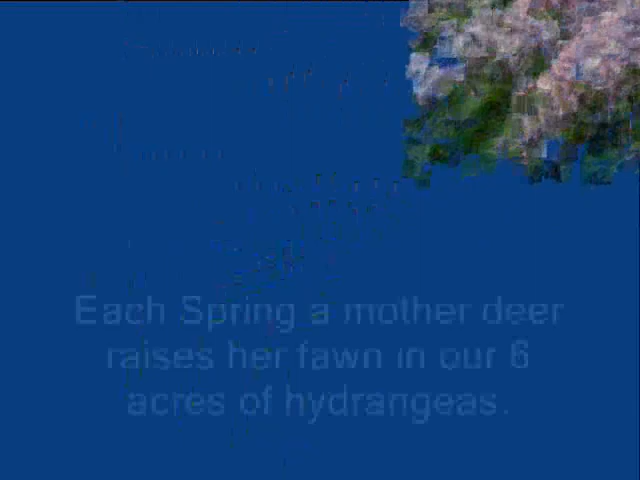 Each Spring a mother deer
raises her fawn in our 6
acres of hydrangeas.